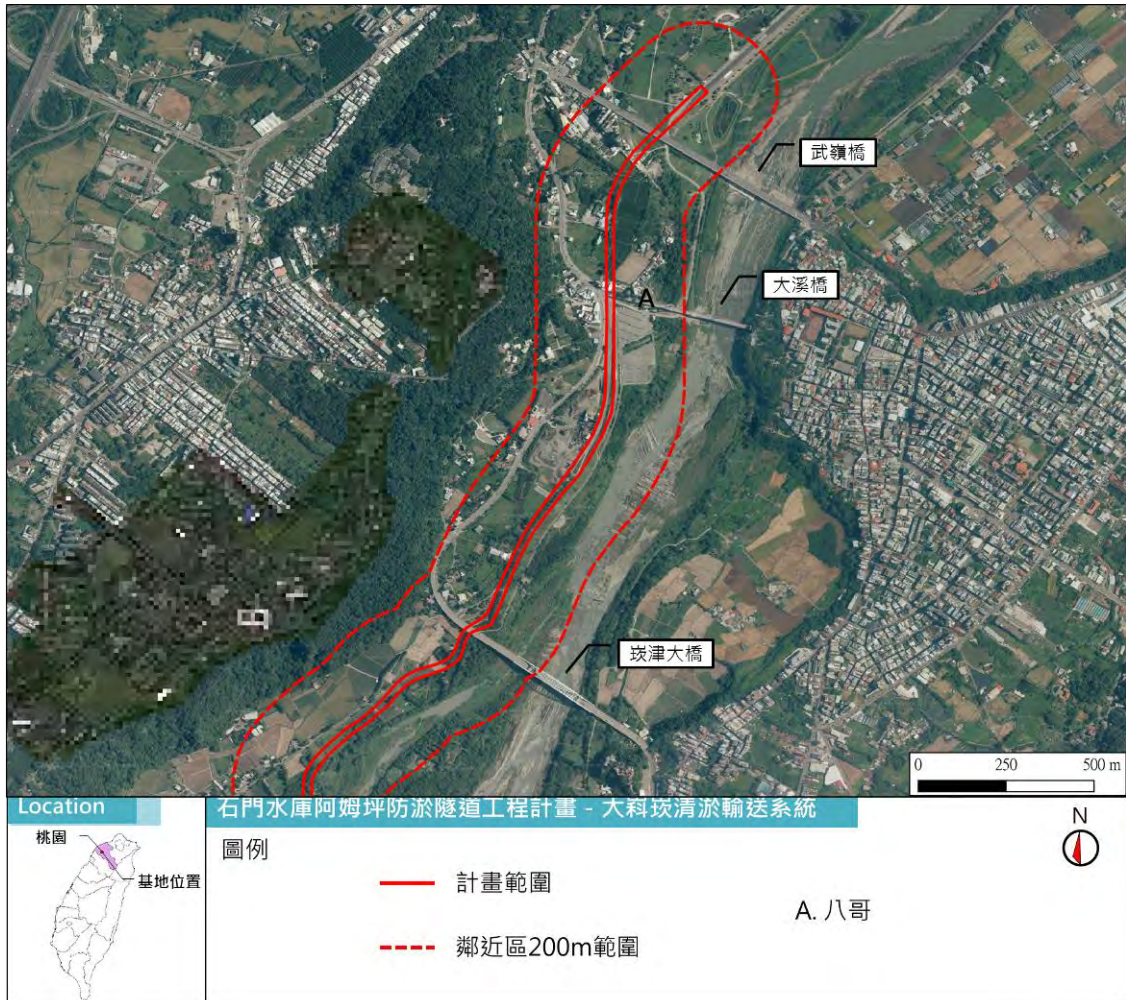 武嶺橋
A
大溪橋
崁津大橋
0 250 500 m
Location
石門水庫阿姆坪防淤隧道工程計畫 - 大科崁清淤輸送系統
桃園
基地位置
圖例
N
計畫範圍
A. 八哥
鄰近區200m範圍